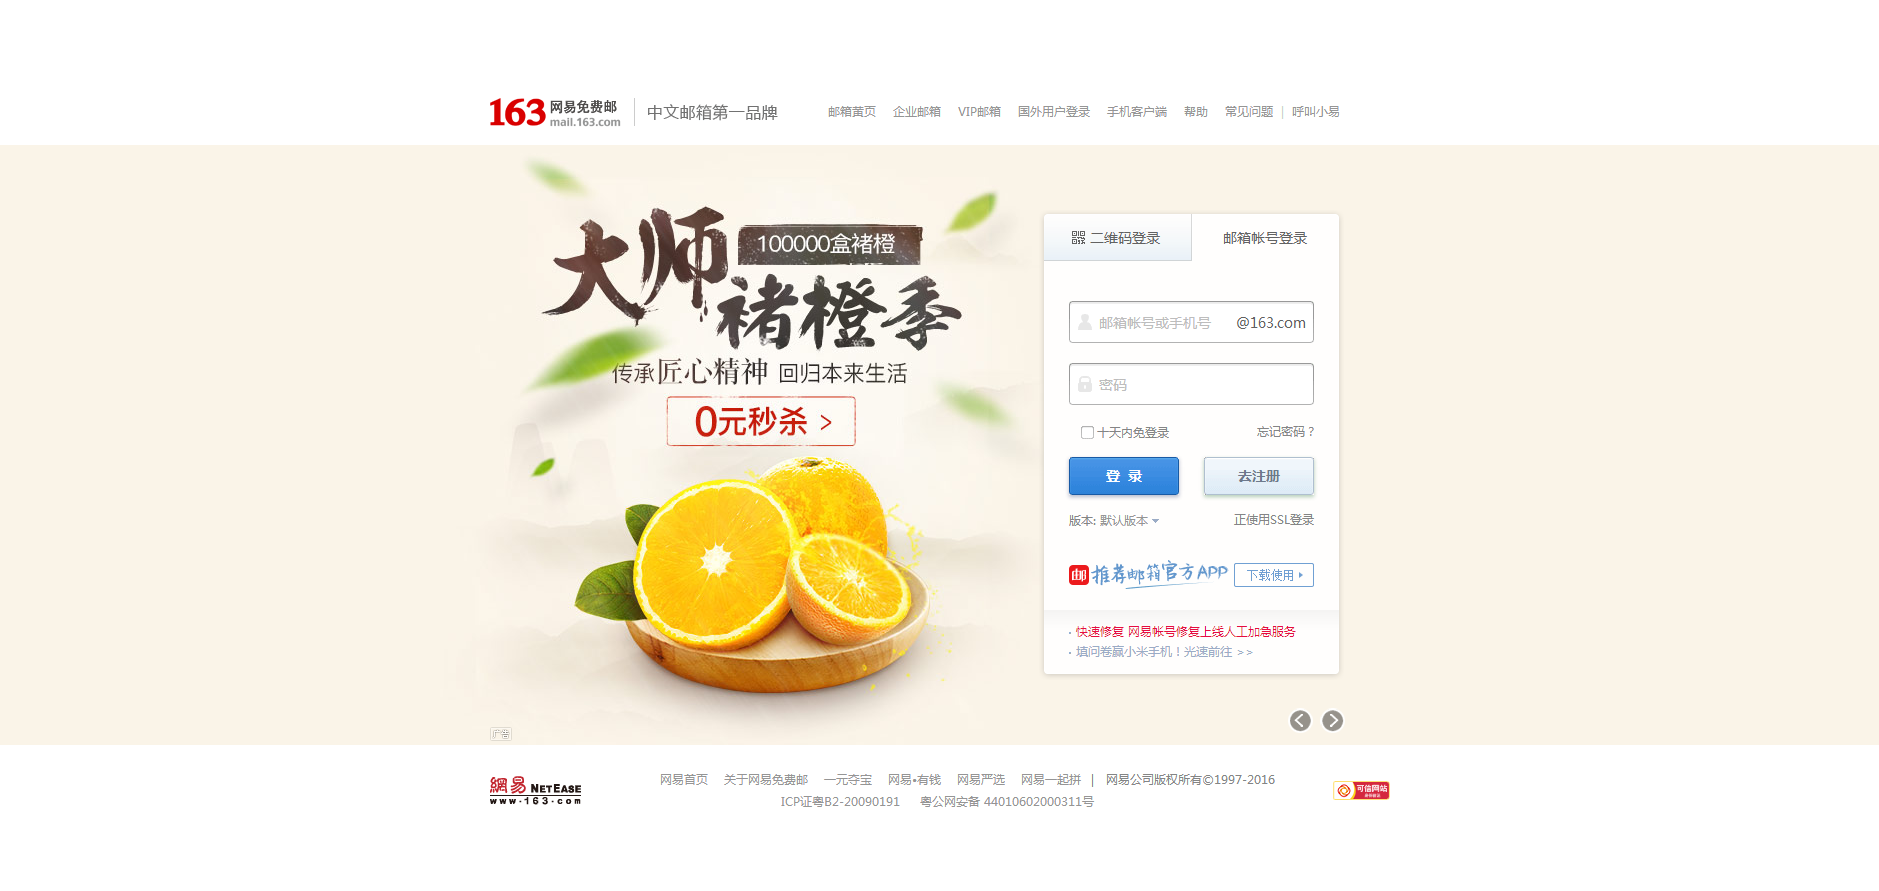 163 网易免费邮 mail.163.com 中文邮箱第一品牌
邮箱黄页 企业邮箱 VIP邮箱 国外用户登录 手机客户端 帮助 常见问题 | 呼叫小易
大师
100000盒褚橙
褚橙季
传承匠心精神 回归本来生活
0元秒杀 >
广告
二维码登录 邮箱帐号登录
邮箱帐号或手机号 @163.com
密码
十天内免登录 忘记密码？
登 录 去注册
版本: 默认版本 正使用SSL登录
邮 推荐邮箱官方APP 下载使用
· 快速修复 网易帐号修复上线人工加急服务
· 填问卷赢小米手机！光速前往 >>
網易 NETEASE
www.163.com
网易首页 关于网易免费邮 一元夺宝 网易•有钱 网易严选 网易一起拼 | 网易公司版权所有©1997-2016
ICP证粤B2-20090191 粤公网安备 44010602000311号
可信网站